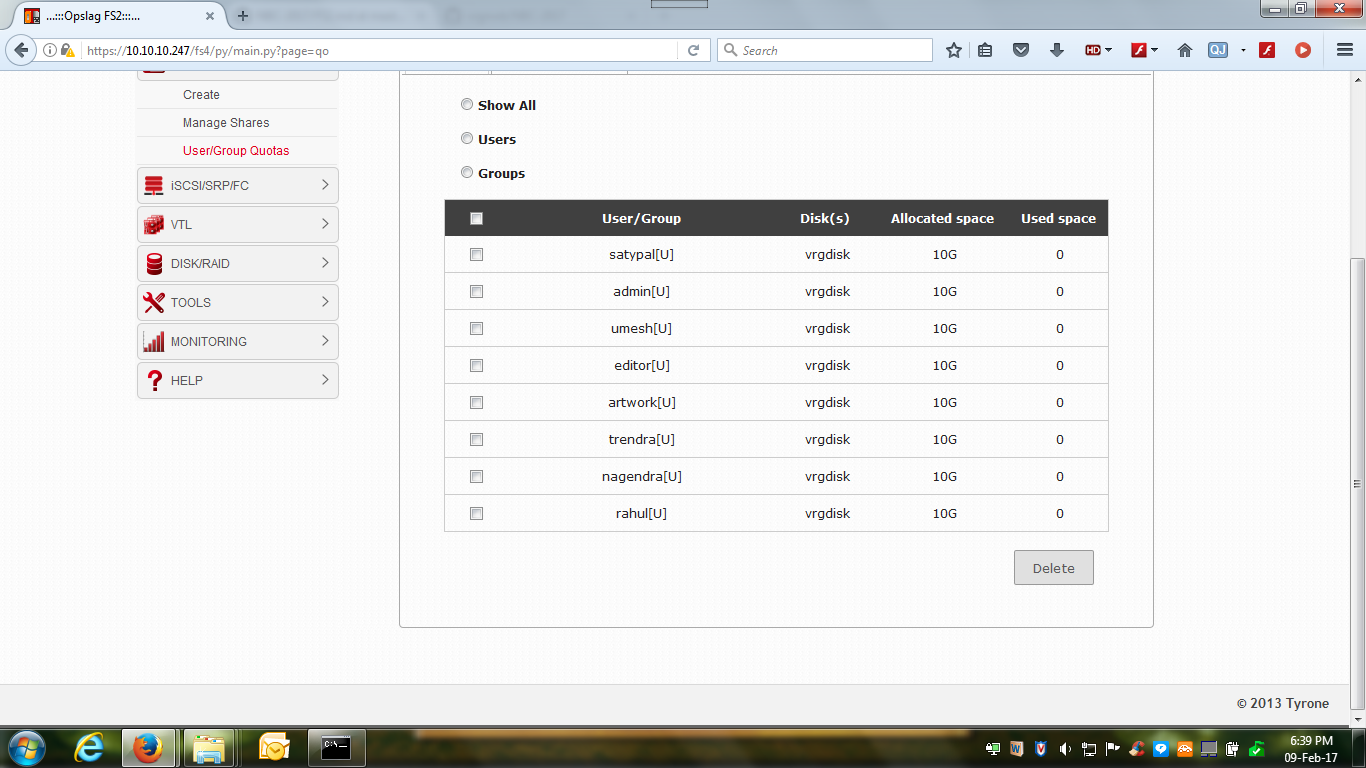 ...:::Opslag FS2:::...
https://10.10.10.247/fs4/py/main.py?page=qo
Search
HD
QJ
Create
Manage Shares
User/Group Quotas
iSCSI/SRP/FC
VTL
DISK/RAID
TOOLS
MONITORING
HELP
Show All
Users
Groups
User/Group Disk(s) Allocated space Used space
satypal[U] vrgdisk 10G 0
admin[U] vrgdisk 10G 0
umesh[U] vrgdisk 10G 0
editor[U] vrgdisk 10G 0
artwork[U] vrgdisk 10G 0
trendra[U] vrgdisk 10G 0
nagendra[U] vrgdisk 10G 0
rahul[U] vrgdisk 10G 0
Delete
© 2013 Tyrone
C:\.
6:39 PM
09-Feb-17